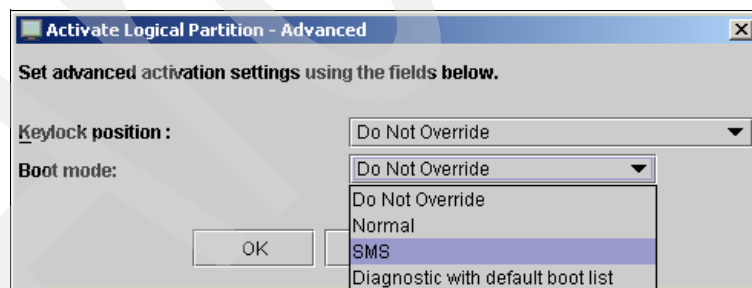 Activate Logical Partition - Advanced
Set advanced activation settings using the fields below.
Keylock position :
Do Not Override
Boot mode:
Do Not Override
Do Not Override
Normal
SMS
Diagnostic with default boot list
OK